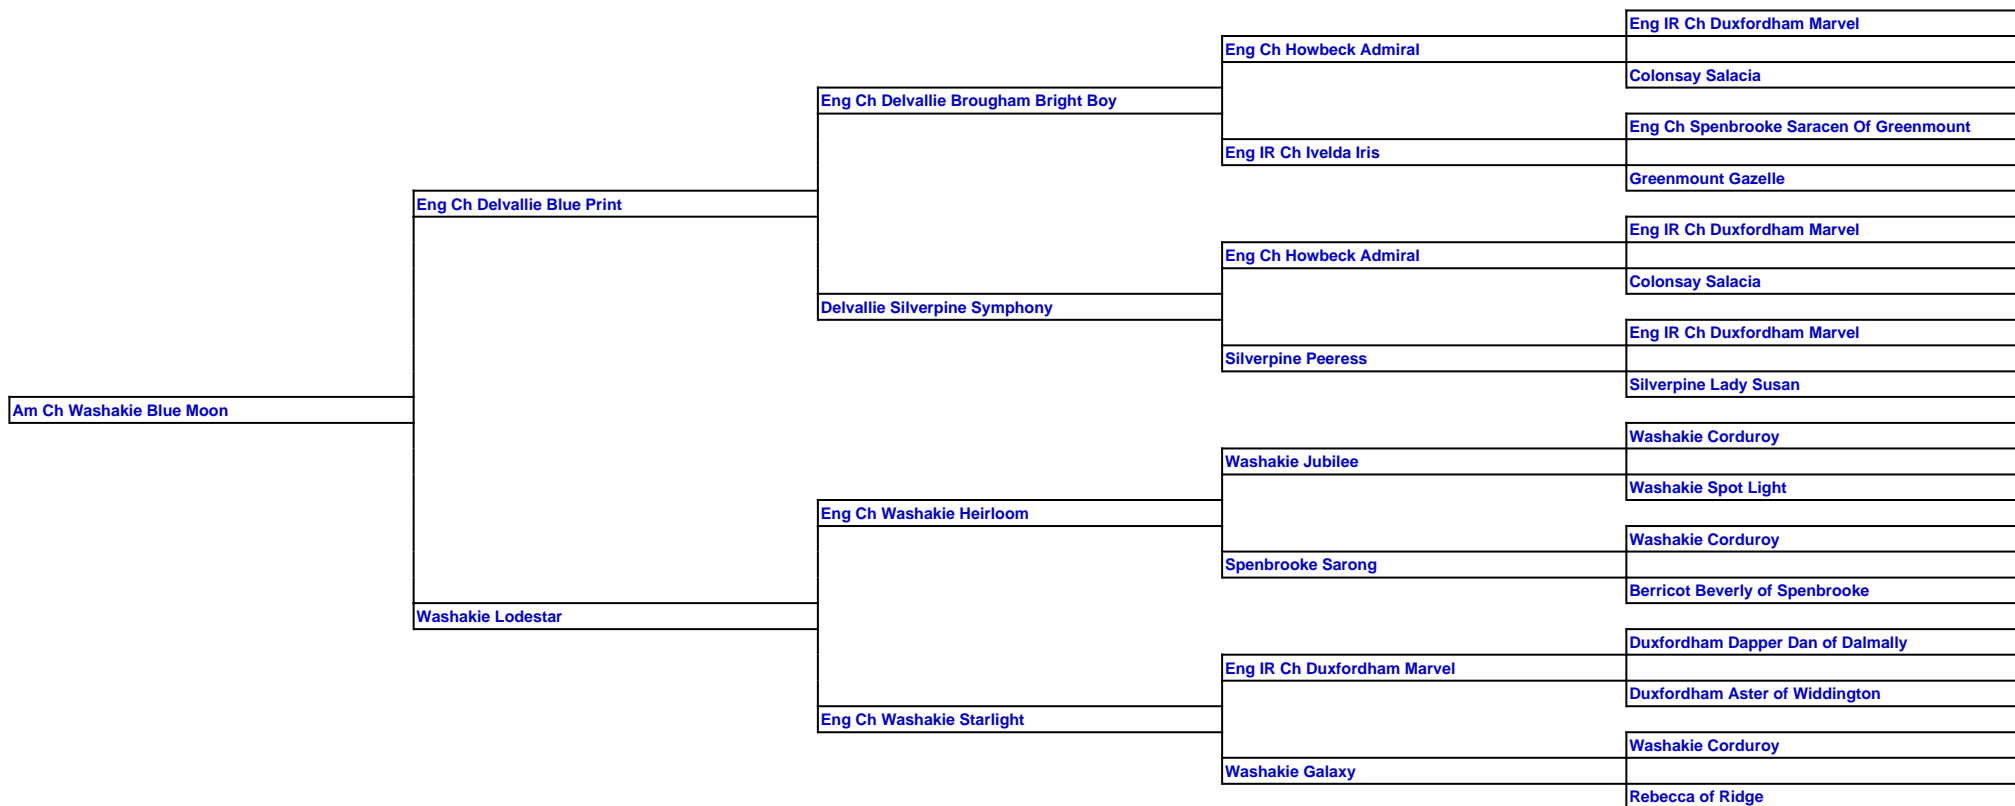 Eng IR Ch Duxfordham Marvel
Eng Ch Howbeck Admiral
Colonsay Salacia
Eng Ch Delvallie Brougham Bright Boy
Eng Ch Spenbrooke Saracen Of Greenmount
Eng IR Ch Ivelda Iris
Greenmount Gazelle
Eng Ch Delvallie Blue Print
Eng IR Ch Duxfordham Marvel
Eng Ch Howbeck Admiral
Colonsay Salacia
Delvallie Silverpine Symphony
Eng IR Ch Duxfordham Marvel
Silverpine Peeress
Silverpine Lady Susan
Am Ch Washakie Blue Moon
Washakie Corduroy
Washakie Jubilee
Washakie Spot Light
Eng Ch Washakie Heirloom
Washakie Corduroy
Spenbrooke Sarong
Berricot Beverly of Spenbrooke
Washakie Lodestar
Duxfordham Dapper Dan of Dalmally
Eng IR Ch Duxfordham Marvel
Duxfordham Aster of Widdington
Eng Ch Washakie Starlight
Washakie Corduroy
Washakie Galaxy
Rebecca of Ridge